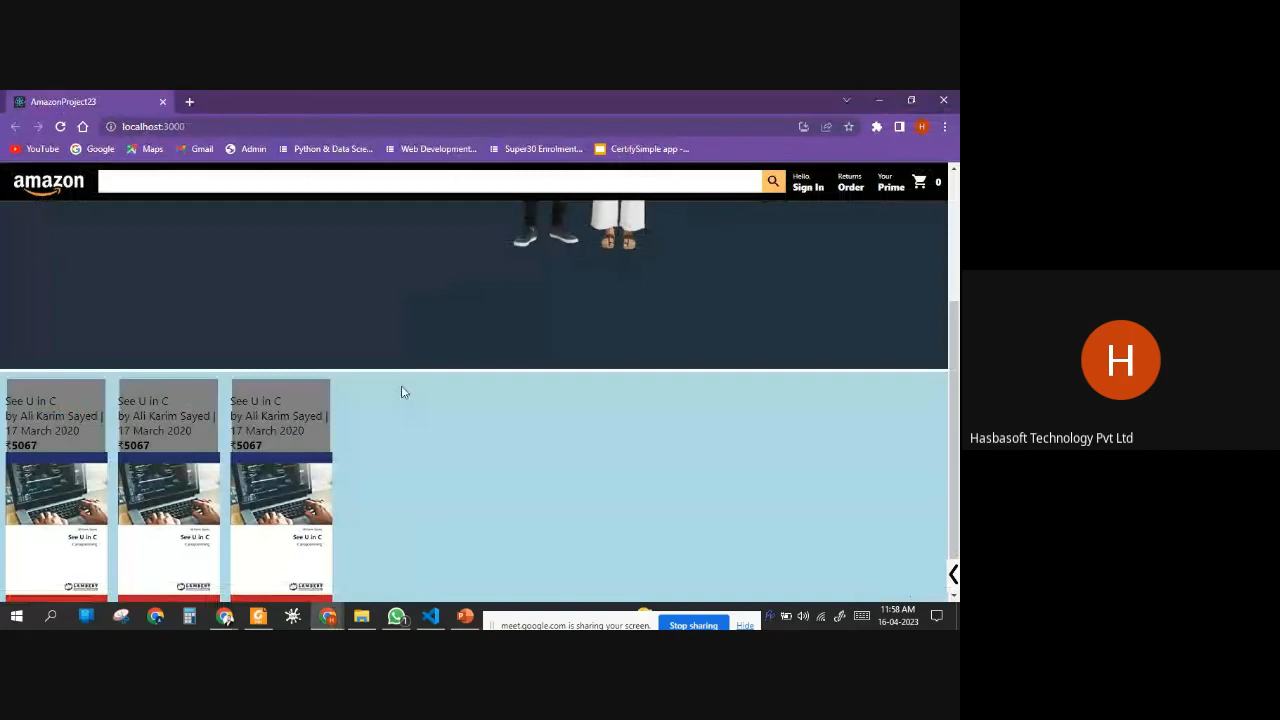 AmazonProject23
localhost:3000
YouTube Google Maps Gmail Admin Python & Data Scie... Web Development... Super30 Enrolment... CertifySimple app -...
amazon
Hello, Returns Your
Sign In Order Prime 0
See U in C See U in C See U in C
by Ali Karim Sayed | by Ali Karim Sayed | by Ali Karim Sayed |
17 March 2020 17 March 2020 17 March 2020
₹5067 ₹5067 ₹5067
See U in C See U in C See U in C
LAMBERT LAMBERT LAMBERT
H
H
Hasbasoft Technology Pvt Ltd
meet.google.com is sharing your screen. Stop sharing Hide
11:58 AM
16-04-2023